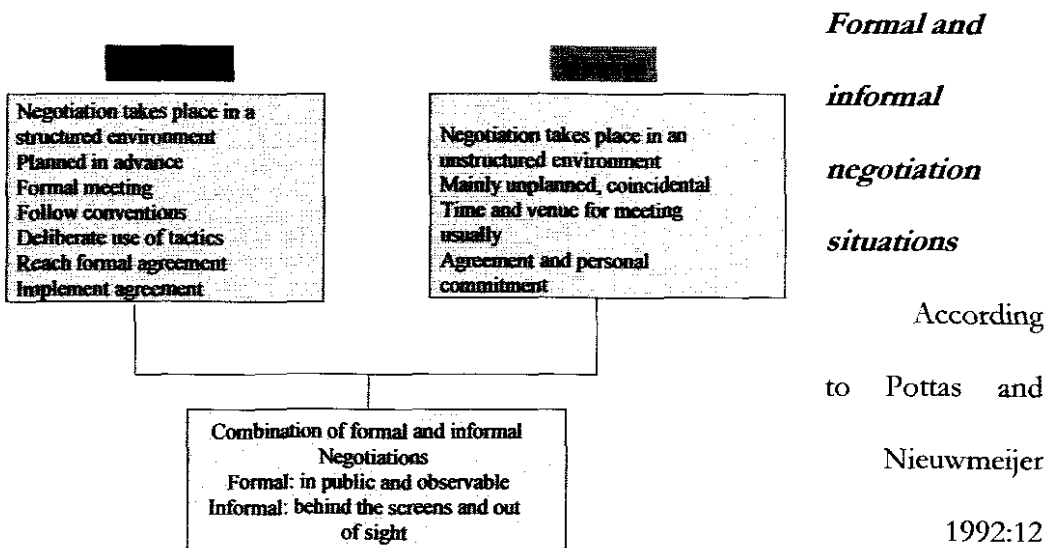 Negotiation takes place in a
structured environment
Planned in advance
Formal meeting
Follow conventions
Deliberate use of tactics
Reach formal agreement
Implement agreement
Negotiation takes place in an
unstructured environment
Mainly unplanned, coincidental
Time and venue for meeting
usually
Agreement and personal
commitment
Combination of formal and informal
Negotiations
Formal: in public and observable
Informal: behind the screens and out
of sight
Formal and
informal
negotiation
situations
According
to Pottas and
Nieuwmeijer
1992:12